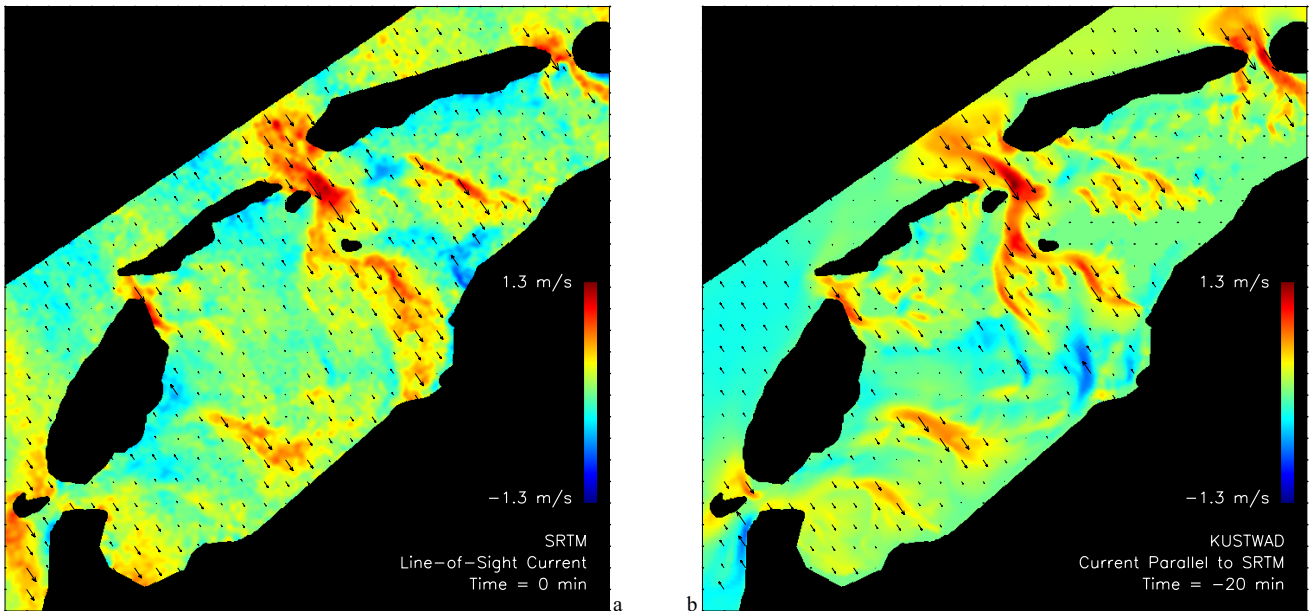 1.3 m/s
−1.3 m/s
SRTM
Line−of−Sight Current
Time = 0 min
a
1.3 m/s
−1.3 m/s
KUSTWAD
Current Parallel to SRTM
Time = −20 min
b